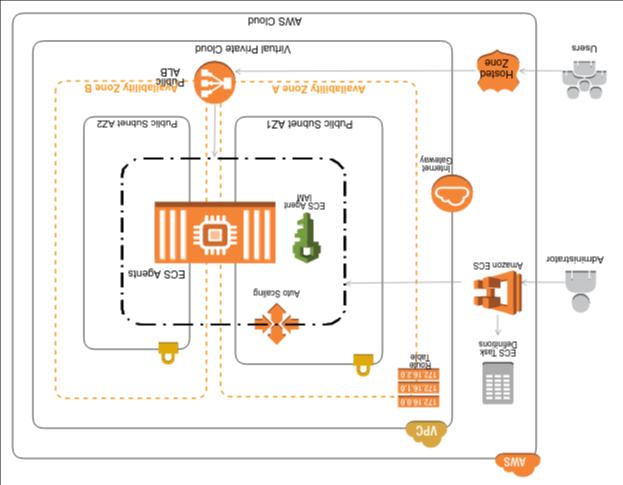 AWS
VPC
172.16.0.0
172.16.1.0
172.16.2.0
Route
Table
ECS Task
Definitions
Auto Scaling
Amazon ECS
Administrator
ECS Agents
ECS Agent
IAM
Internet
Gateway
Public Subnet AZ1
Public Subnet AZ2
Availability Zone A
Availability Zone B
Public
ALB
Hosted
Zone
Users
Virtual Private Cloud
AWS Cloud